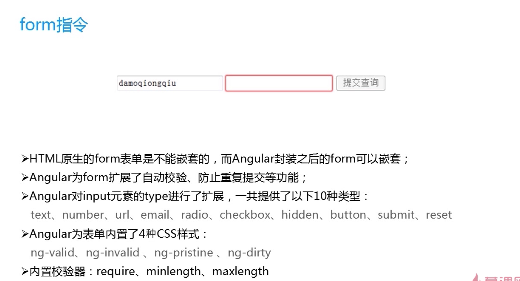 form指令
damoqiongqiu
提交查询
➢HTML原生的form表单是不能嵌套的，而Angular封装之后的form可以嵌套；
➢Angular为form扩展了自动校验、防止重复提交等功能；
➢Angular对input元素的type进行了扩展，一共提供了以下10种类型：
text、number、url、email、radio、checkbox、hidden、button、submit、reset
➢Angular为表单内置了4种CSS样式：
ng-valid、ng-invalid 、ng-pristine 、ng-dirty
➢内置校验器：require、minlength、maxlength